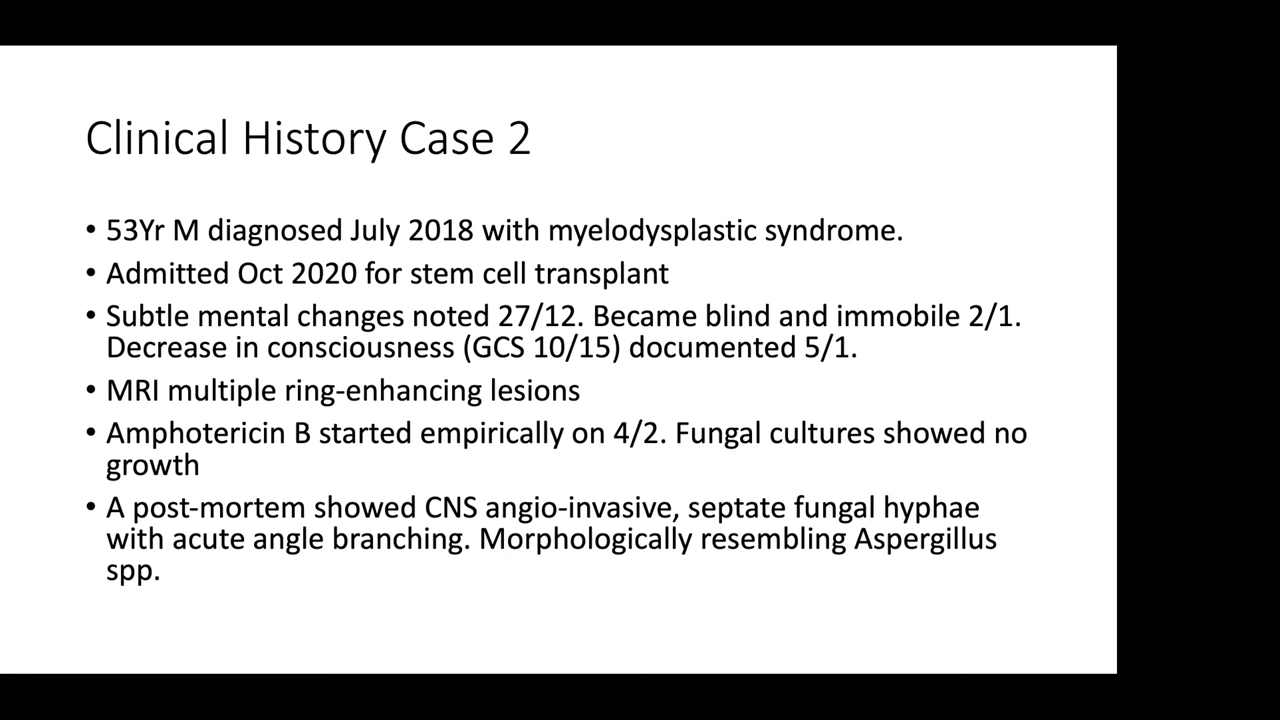 Clinical History Case 2
• 53Yr M diagnosed July 2018 with myelodysplastic syndrome.
• Admitted Oct 2020 for stem cell transplant
• Subtle mental changes noted 27/12. Became blind and immobile 2/1.
Decrease in consciousness (GCS 10/15) documented 5/1.
• MRI multiple ring-enhancing lesions
• Amphotericin B started empirically on 4/2. Fungal cultures showed no
growth
• A post-mortem showed CNS angio-invasive, septate fungal hyphae
with acute angle branching. Morphologically resembling Aspergillus
spp.